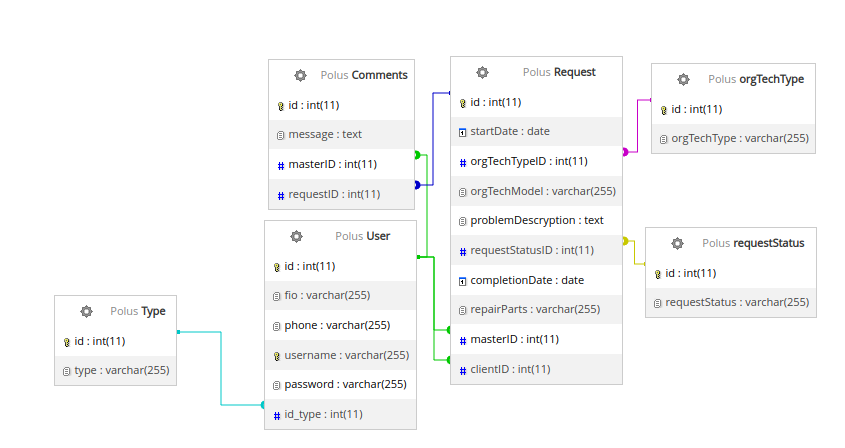 Polus Comments
id : int(11)
message : text
masterID : int(11)
requestID : int(11)
Polus User
id : int(11)
fio : varchar(255)
phone : varchar(255)
username : varchar(255)
password : varchar(255)
id_type : int(11)
Polus Type
id : int(11)
type : varchar(255)
Polus Request
id : int(11)
startDate : date
orgTechTypeID : int(11)
orgTechModel : varchar(255)
problemDescryption : text
requestStatusID : int(11)
completionDate : date
repairParts : varchar(255)
masterID : int(11)
clientID : int(11)
Polus orgTechType
id : int(11)
orgTechType : varchar(255)
Polus requestStatus
id : int(11)
requestStatus : varchar(255)